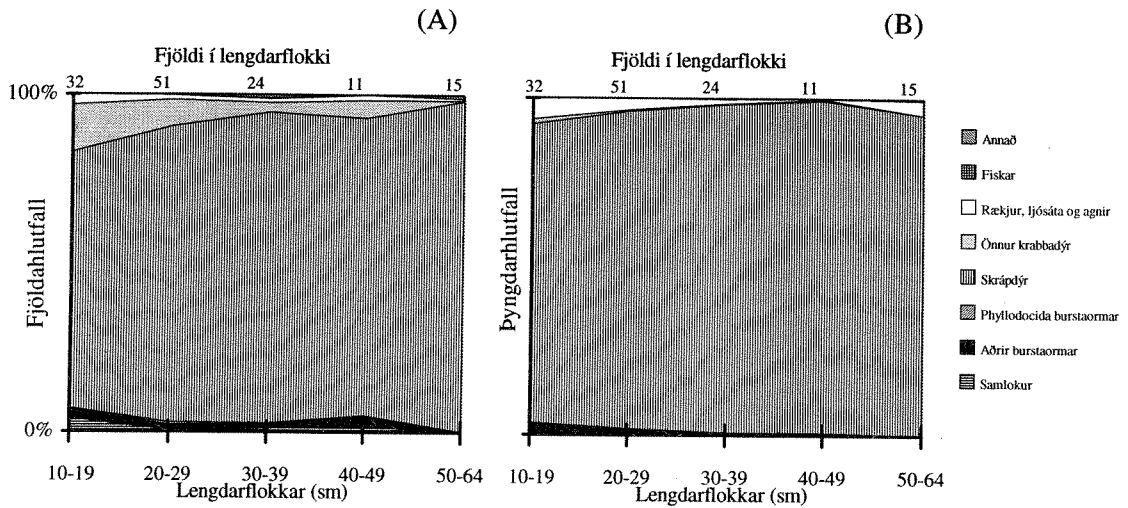 (A)
Fjöldi í lengdarflokki
32 51 24 11 15
100%
0%
Fjöldahlutfall
10-19 20-29 30-39 40-49 50-64
Lengdarflokkar (sm)
(B)
Fjöldi í lengdarflokki
32 51 24 11 15
Þyngdarhlutfall
10-19 20-29 30-39 40-49 50-64
Lengdarflokkar (sm)
Annað
Fiskar
Rækjur, ljósáta og agnir
Önnur krabbadýr
Skrápdýr
Phyllodocida burstaormar
Aðrir burstaormar
Samlokur